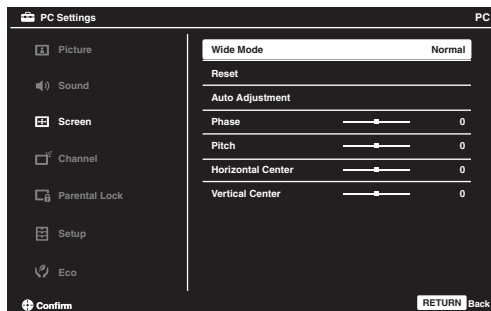 PC Settings PC
Picture
Sound
Screen
Channel
Parental Lock
Setup
Eco
Wide Mode Normal
Reset
Auto Adjustment
Phase 0
Pitch 0
Horizontal Center 0
Vertical Center 0
Confirm RETURN Back